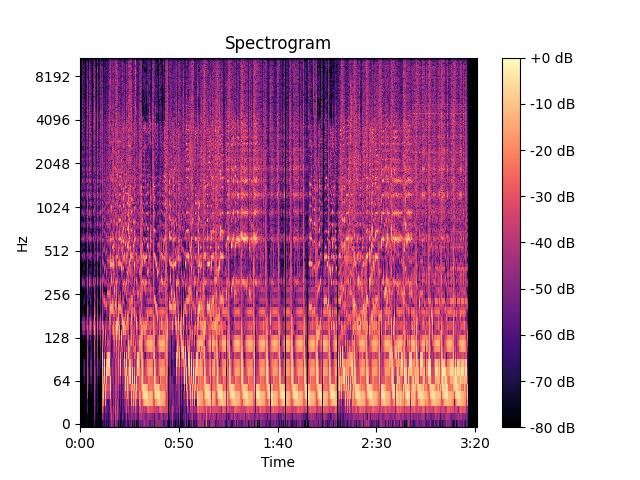 Spectrogram
Hz
8192
4096
2048
1024
512
256
128
64
0
0:00 0:50 1:40 2:30 3:20
Time
+0 dB
-10 dB
-20 dB
-30 dB
-40 dB
-50 dB
-60 dB
-70 dB
-80 dB